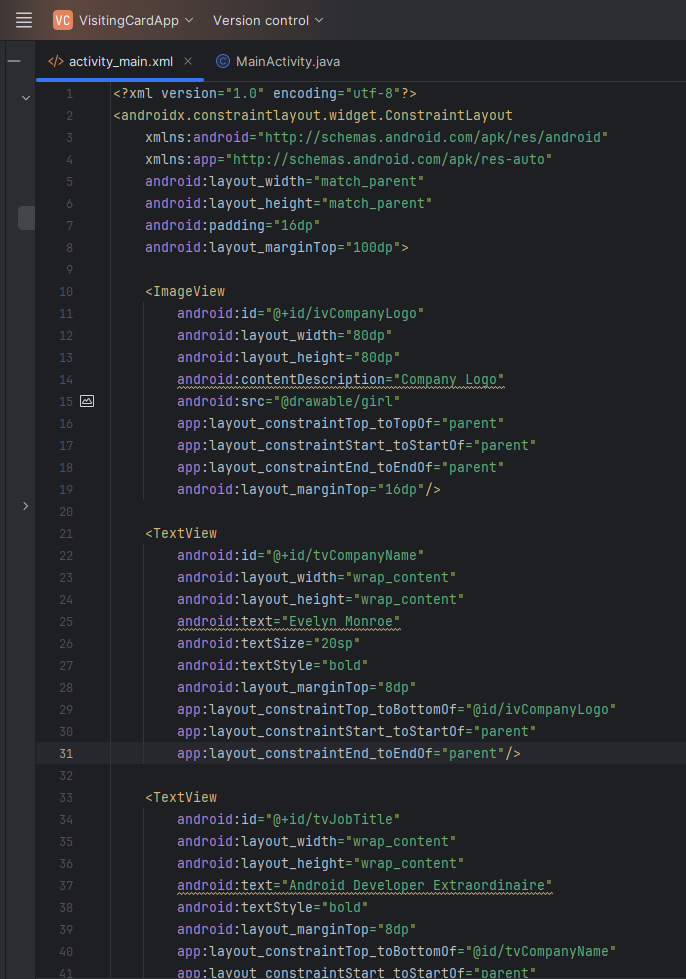 VC VisitingCardApp Version control
</> activity_main.xml × C MainActivity.java
1 <?xml version="1.0" encoding="utf-8"?>
2 <androidx.constraintlayout.widget.ConstraintLayout
3 xmlns:android="http://schemas.android.com/apk/res/android"
4 xmlns:app="http://schemas.android.com/apk/res-auto"
5 android:layout_width="match_parent"
6 android:layout_height="match_parent"
7 android:padding="16dp"
8 android:layout_marginTop="100dp">
9
10 <ImageView
11 android:id="@+id/ivCompanyLogo"
12 android:layout_width="80dp"
13 android:layout_height="80dp"
14 android:contentDescription="Company Logo"
15 android:src="@drawable/girl"
16 app:layout_constraintTop_toTopOf="parent"
17 app:layout_constraintStart_toStartOf="parent"
18 app:layout_constraintEnd_toEndOf="parent"
19 android:layout_marginTop="16dp"/>
20
21 <TextView
22 android:id="@+id/tvCompanyName"
23 android:layout_width="wrap_content"
24 android:layout_height="wrap_content"
25 android:text="Evelyn Monroe"
26 android:textSize="20sp"
27 android:textStyle="bold"
28 android:layout_marginTop="8dp"
29 app:layout_constraintTop_toBottomOf="@id/ivCompanyLogo"
30 app:layout_constraintStart_toStartOf="parent"
31 app:layout_constraintEnd_toEndOf="parent"/>
32
33 <TextView
34 android:id="@+id/tvJobTitle"
35 android:layout_width="wrap_content"
36 android:layout_height="wrap_content"
37 android:text="Android Developer Extraordinaire"
38 android:textStyle="bold"
39 android:layout_marginTop="8dp"
40 app:layout_constraintTop_toBottomOf="@id/tvCompanyName"
41 app:layout_constraintStart_toStartOf="parent"